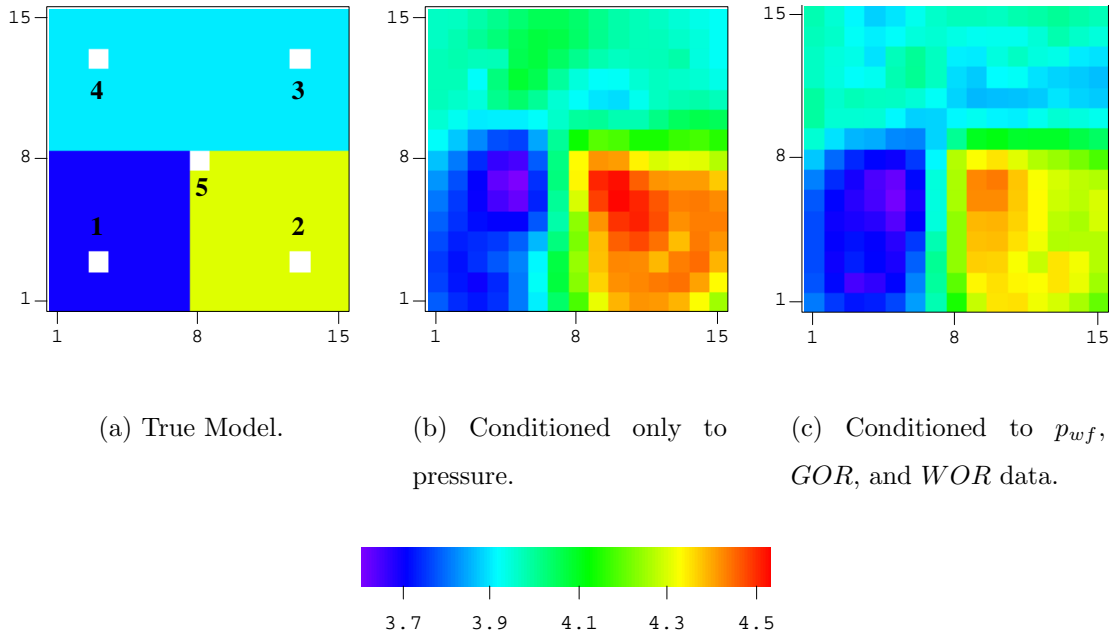 15
8
1
1 8 15
4
3
5
1
2
15
8
1
1 8 15
15
8
1
1 8 15
(a) True Model.
(b) Conditioned only to
pressure.
(c) Conditioned to p_wf,
GOR, and WOR data.
3.7 3.9 4.1 4.3 4.5